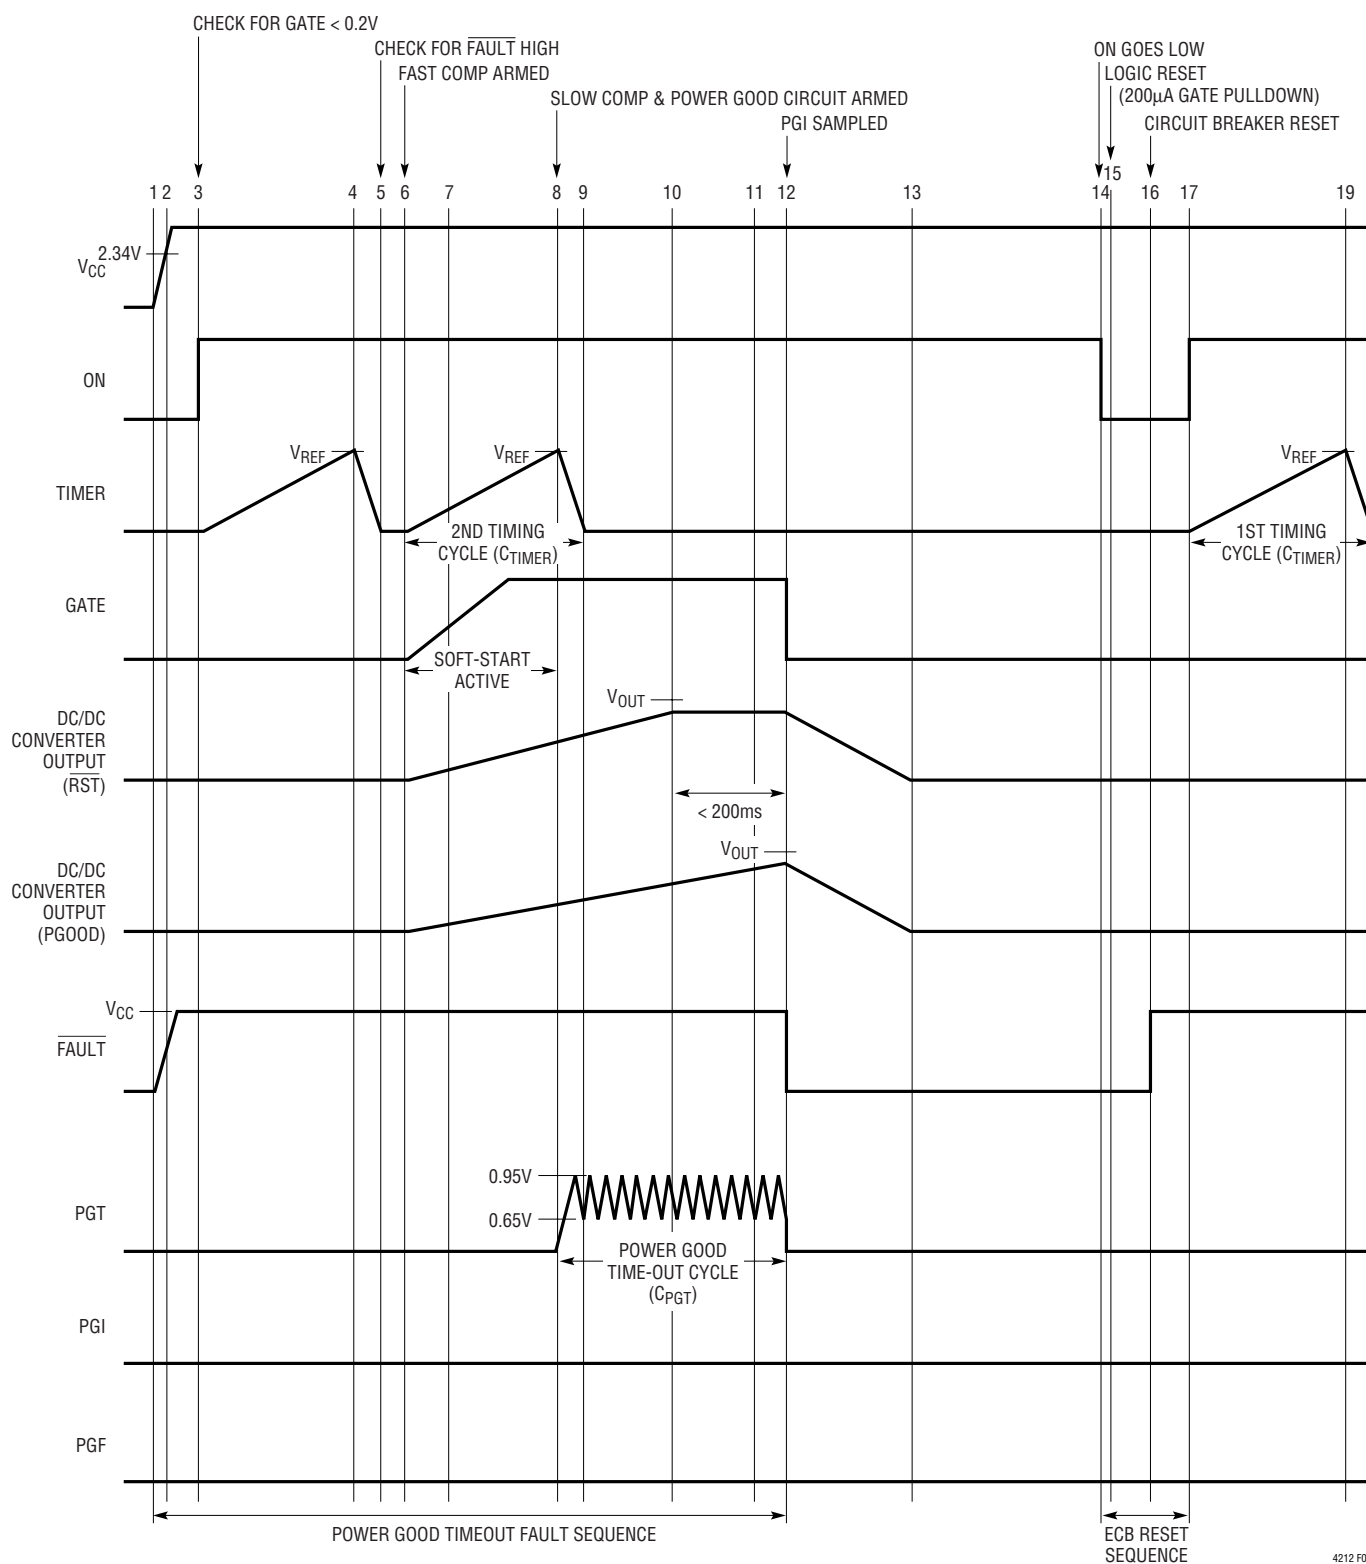 CHECK FOR GATE < 0.2V
CHECK FOR FAULT HIGH
FAST COMP ARMED
SLOW COMP & POWER GOOD CIRCUIT ARMED
PGI SAMPLED
ON GOES LOW
LOGIC RESET
(200µA GATE PULLDOWN)
CIRCUIT BREAKER RESET
1 2 3 4 5 6 7 8 9 10 11 12 13 14 15 16 17 19
2.34V
VCC
ON
VREF
VREF
VREF
TIMER
2ND TIMING
CYCLE (CTIMER)
1ST TIMING
CYCLE (CTIMER)
GATE
SOFT-START
ACTIVE
VOUT
DC/DC
CONVERTER
OUTPUT
(RST)
< 200ms
VOUT
DC/DC
CONVERTER
OUTPUT
(PGOOD)
VCC
FAULT
0.95V
0.65V
PGT
POWER GOOD
TIME-OUT CYCLE
(CPGT)
PGI
PGF
POWER GOOD TIMEOUT FAULT SEQUENCE
ECB RESET
SEQUENCE
4212 F0